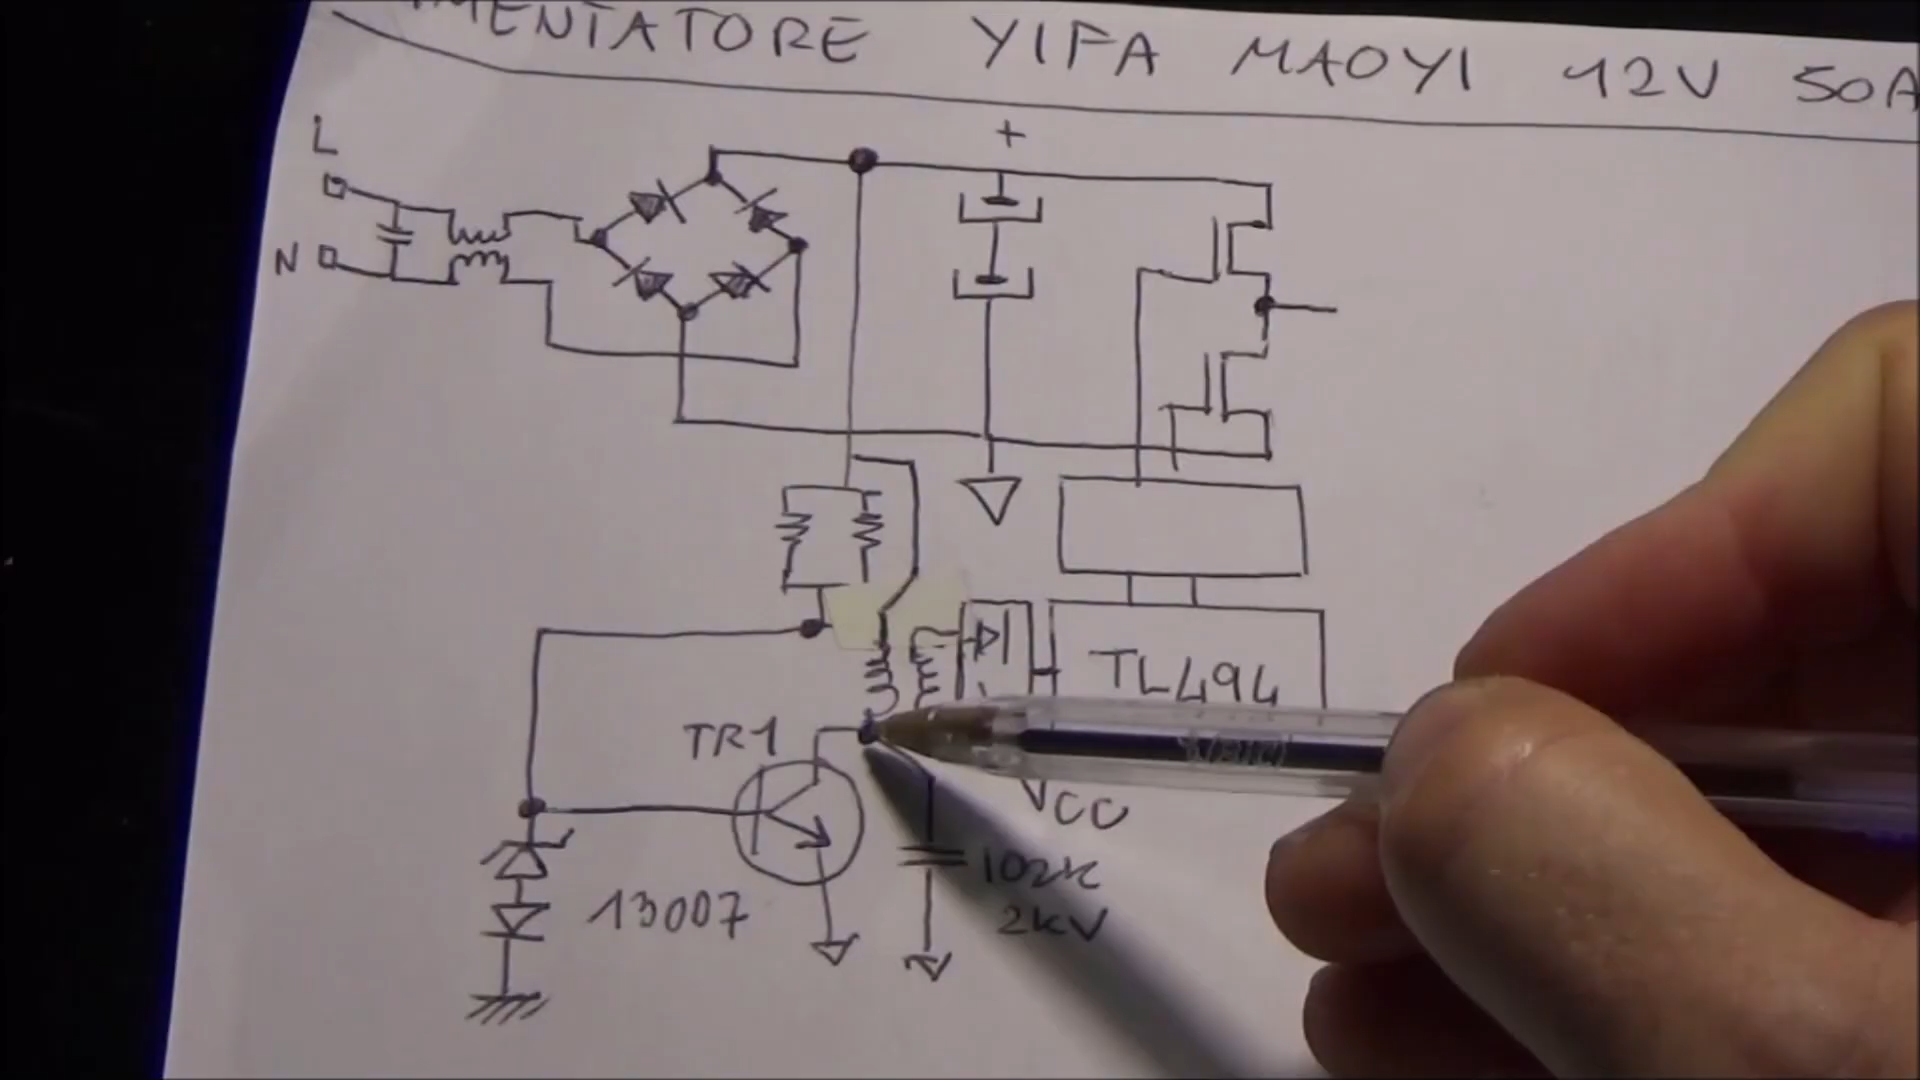 MENTATORE YIFA MAOYI 12V 50A
L
+
N
TL494
TR1
VCC
102K
2KV
13007